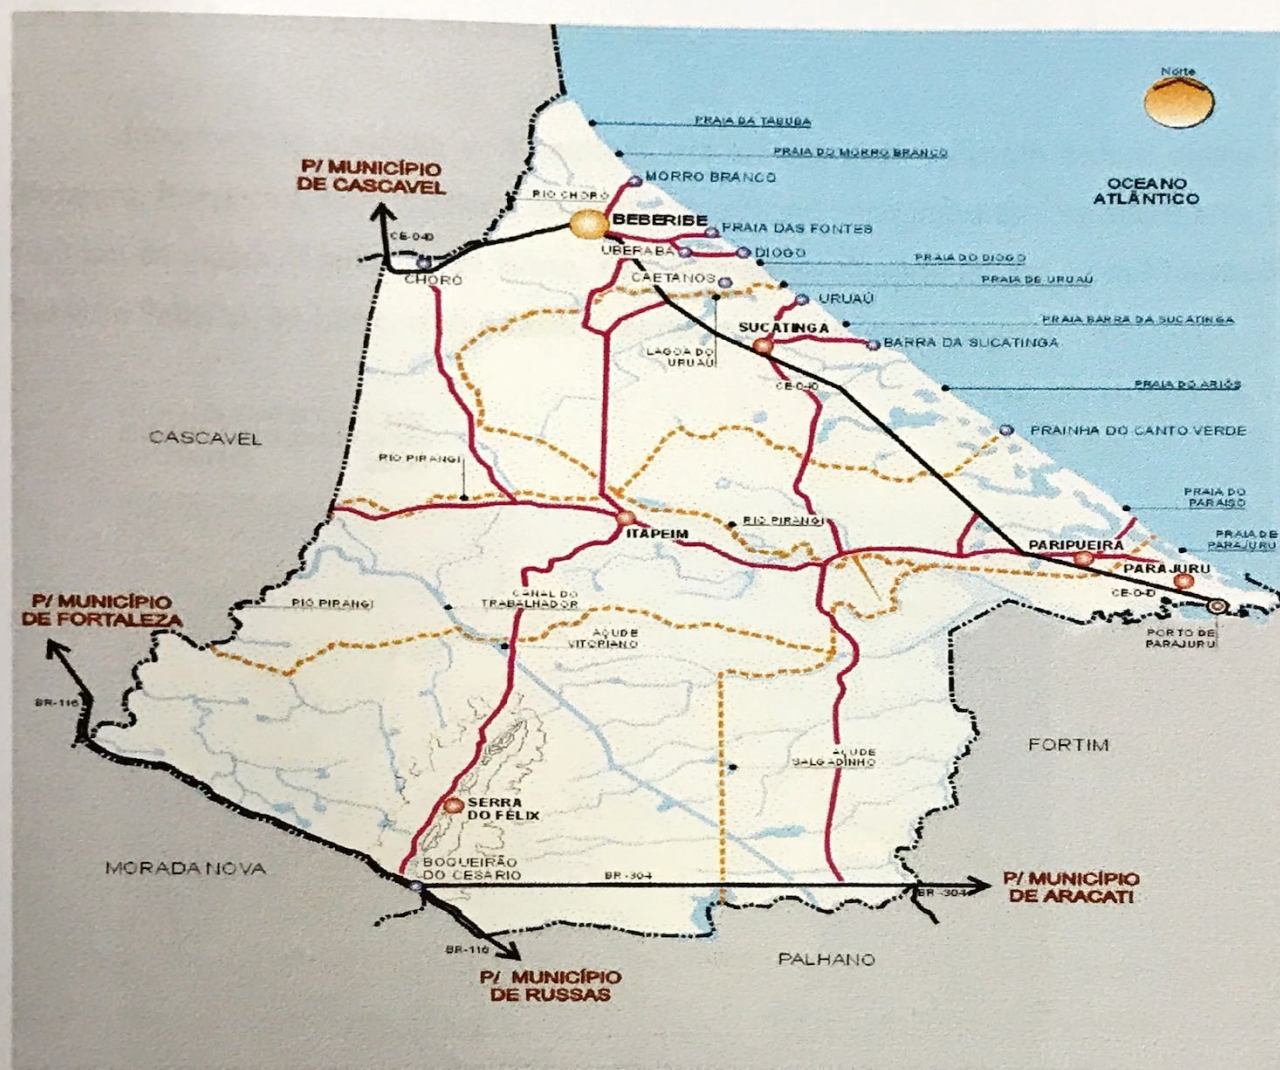 Norte
PRAIA DA TABUBA
PRAIA DO MORRO BRANCO
P/ MUNICÍPIO
DE CASCAVEL
MORRO BRANCO
OCEANO
ATLÂNTICO
RIO CHORÓ
BEBERIBE
PRAIA DAS FONTES
CE-040
UBERABA
DIOGO
PRAIA DO DIOGO
CHORÓ
CAETANOS
PRAIA DE URUAÚ
URUAÚ
SUCATINGA
PRAIA BARRA DA SUCATINGA
BARRA DA SUCATINGA
LAGOA DO
URUAÚ
CE-040
PRAIA DO ARIÓS
CASCAVEL
PRAINHA DO CANTO VERDE
RIO PIRANGI
PRAIA DO
PARAISO
RIO PIRANGI
ITAPEIM
PRAIA DE
PARAJURU
PARIPUEIRA
PARAJURU
CE-040
P/ MUNICÍPIO
DE FORTALEZA
RIO PIRANGI
CANAL DO
TRABALHADOR
AÇUDE
VITORIANO
PORTO DE
PARAJURU
BR-116
FORTIM
AÇUDE
SALGADINHO
SERRA
DO FÉLIX
MORADA NOVA
BOQUEIRÃO
DO CESÁRIO
BR-304
BR-304
P/ MUNICÍPIO
DE ARACATI
BR-116
PALHANO
P/ MUNICÍPIO
DE RUSSAS